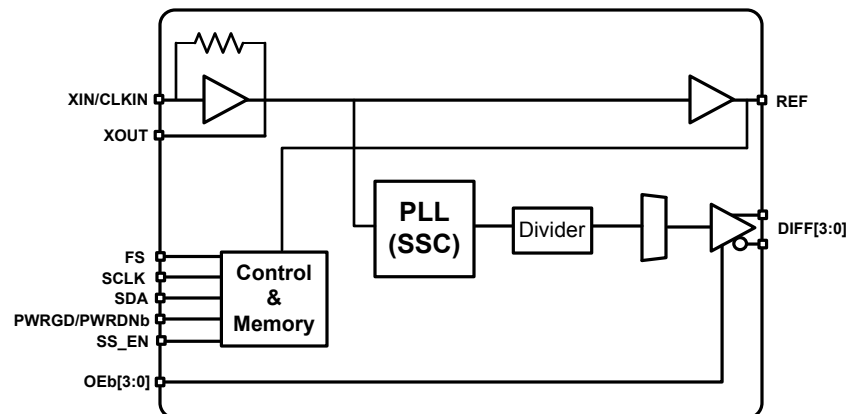 XIN/CLKIN
REF
XOUT
PLL
(SSC)
Divider
DIFF[3:0]
FS
SCLK
SDA
PWRGD/PWRDNb
SS_EN
Control
&
Memory
OEb[3:0]